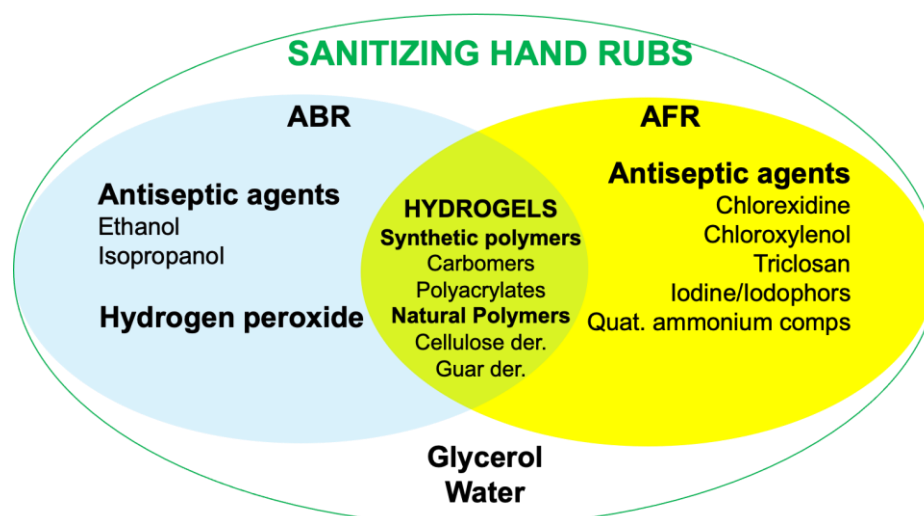 SANITIZING HAND RUBS
ABR
Antiseptic agents
Ethanol
Isopropanol
Hydrogen peroxide
HYDROGELS
Synthetic polymers
Carbomers
Polyacrylates
Natural Polymers
Cellulose der.
Guar der.
AFR
Antiseptic agents
Chlorexidine
Chloroxylenol
Triclosan
Iodine/Iodophors
Quat. ammonium comps
Glycerol
Water